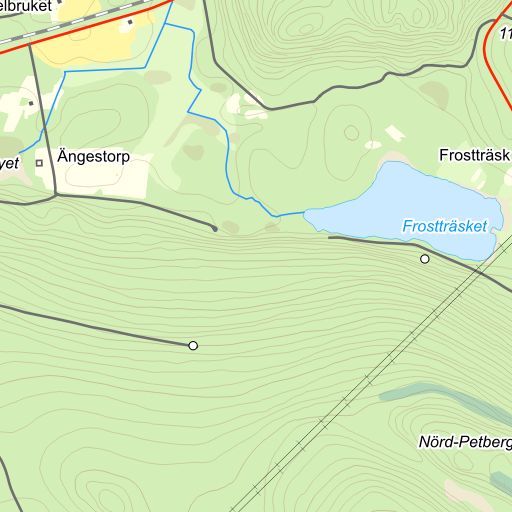 elbruket
11
Ängestorp
Frostträsk
yet
Frostträsket
Nörd-Petberg